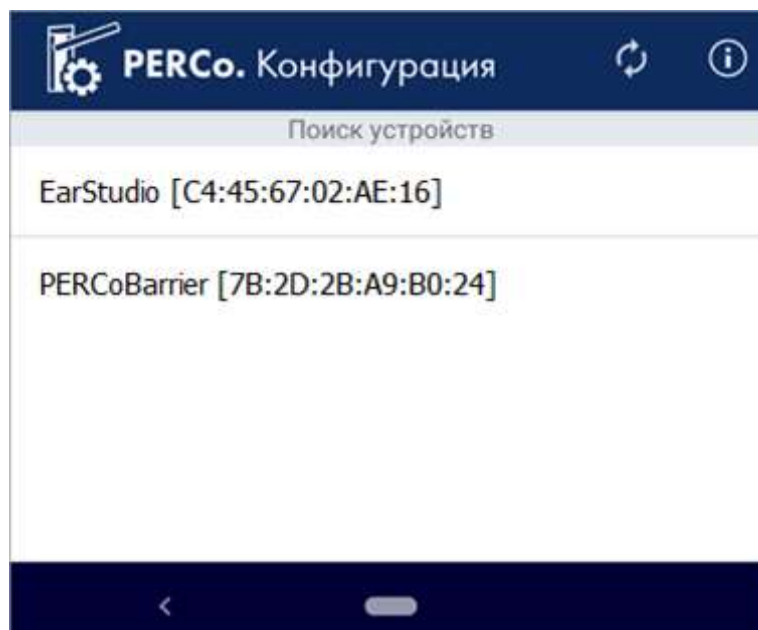 PERCo. Конфигурация
Поиск устройств
EarStudio [C4:45:67:02:AE:16]
PERCoBarrier [7B:2D:2B:A9:B0:24]